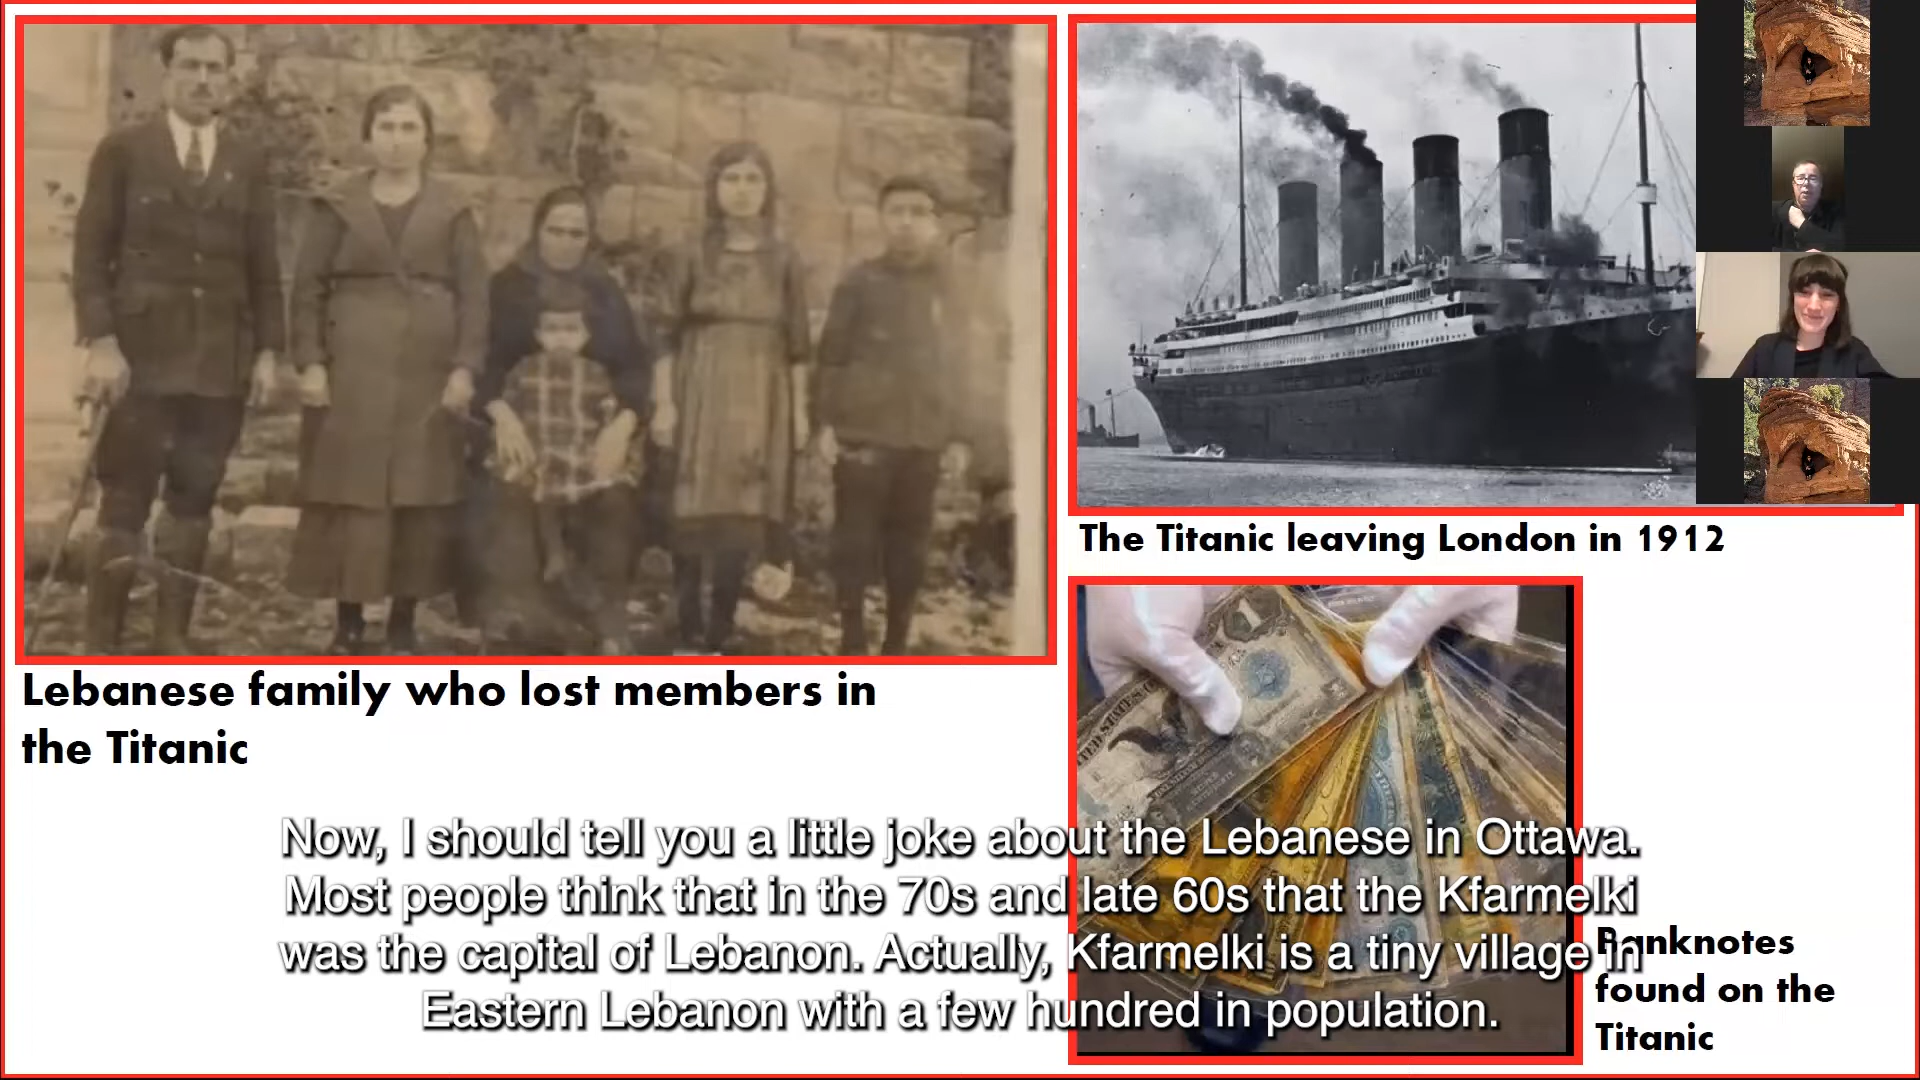 The Titanic leaving London in 1912
Lebanese family who lost members in
the Titanic
Now, I should tell you a little joke about the Lebanese in Ottawa.
Most people think that in the 70s and late 60s that the Kfarmelki
was the capital of Lebanon. Actually, Kfarmelki is a tiny village in
Eastern Lebanon with a few hundred in population.
Banknotes
found on the
Titanic
1